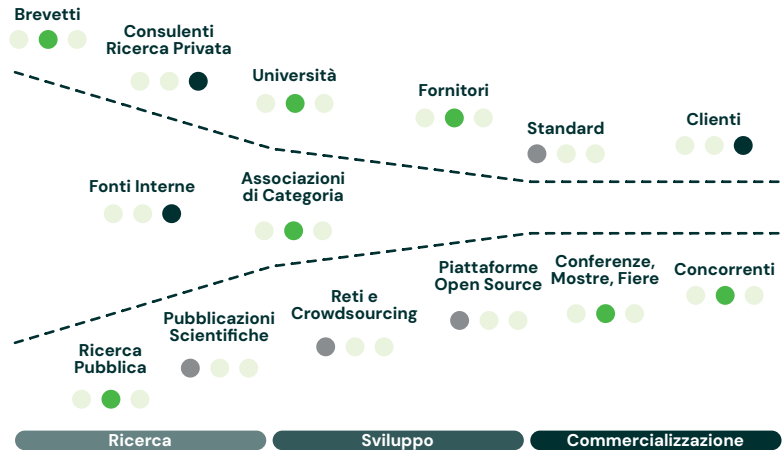 Brevetti
Consulenti
Ricerca Privata
Università
Fornitori
Standard
Clienti
Fonti Interne
Associazioni
di Categoria
Piattaforme
Open Source
Conferenze,
Mostre, Fiere
Concorrenti
Reti e
Crowdsourcing
Pubblicazioni
Scientifiche
Ricerca
Pubblica
Ricerca
Sviluppo
Commercializzazione